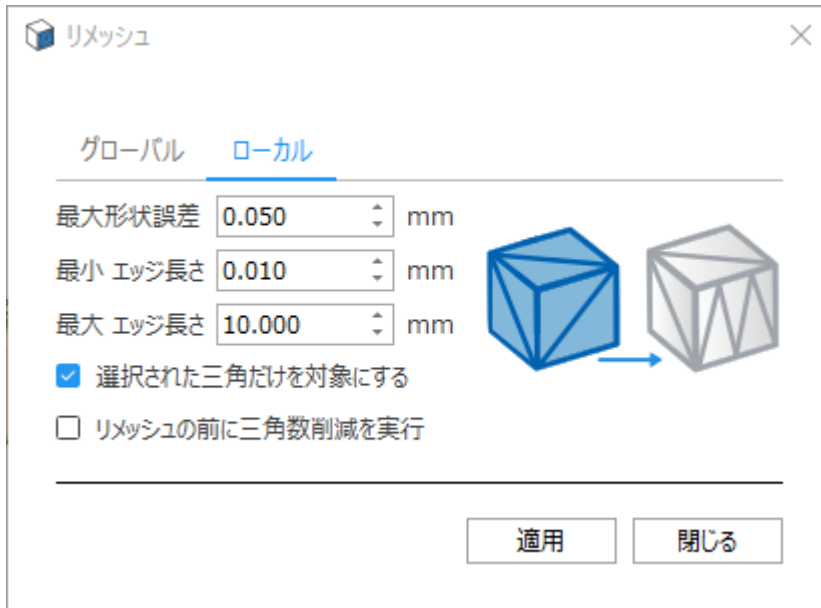 リメッシュ
グローバル ローカル
最大形状誤差 0.050 mm
最小 エッジ長さ 0.010 mm
最大 エッジ長さ 10.000 mm
選択された三角だけを対象にする
リメッシュの前に三角数削減を実行
適用 閉じる